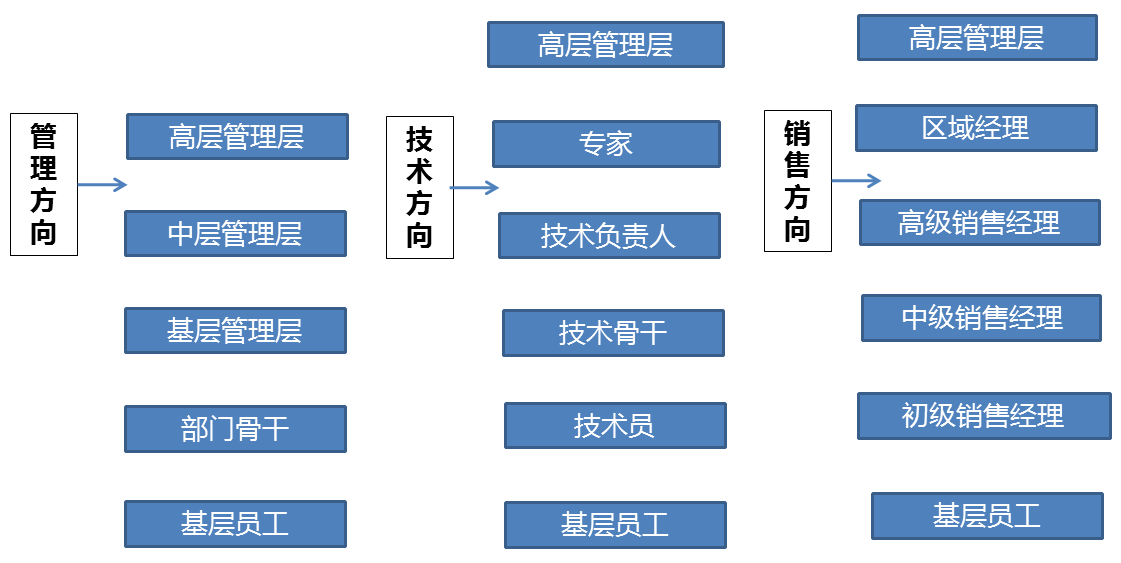 管理方向
高层管理层
中层管理层
基层管理层
部门骨干
基层员工
技术方向
高层管理层
专家
技术负责人
技术骨干
技术员
基层员工
销售方向
高层管理层
区域经理
高级销售经理
中级销售经理
初级销售经理
基层员工